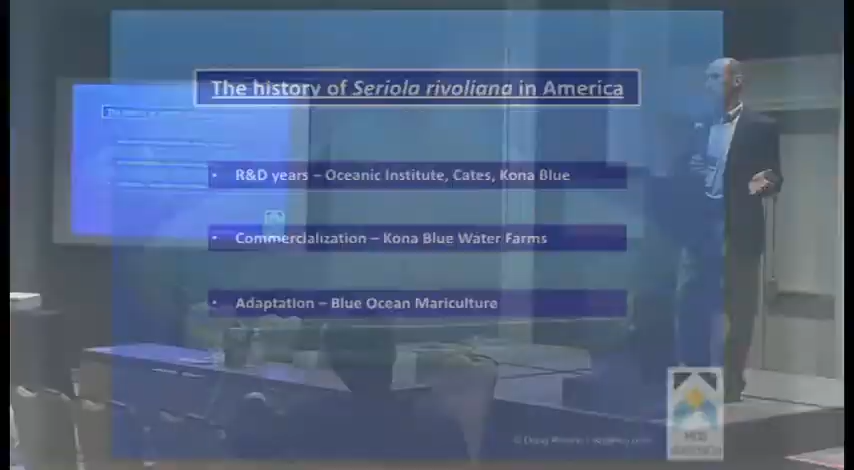 The history of Seriola rivoliana in America
• R&D years – Oceanic Institute, Cates, Kona Blue
• Commercialization – Kona Blue Water Farms
• Adaptation – Blue Ocean Mariculture